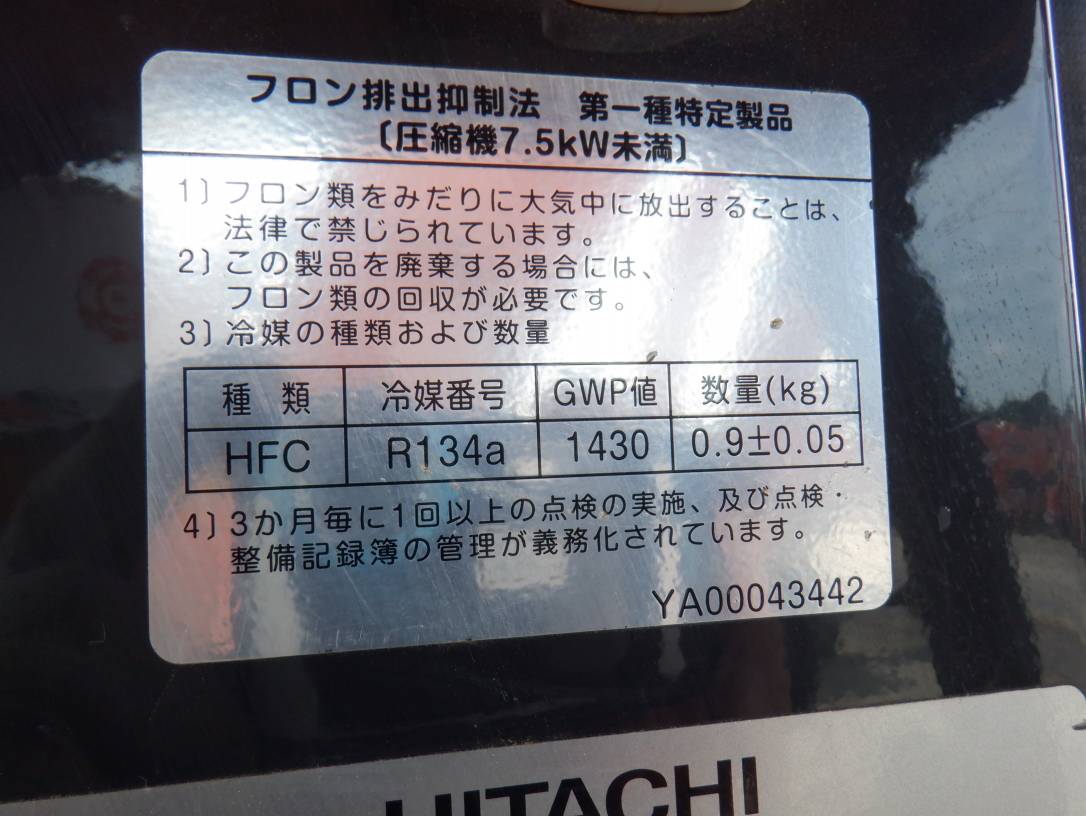 フロン排出抑制法　第一種特定製品
〔圧縮機7.5kW未満〕
1〕フロン類をみだりに大気中に放出することは、
法律で禁じられています。
2〕この製品を廃棄する場合には、
フロン類の回収が必要です。
3〕冷媒の種類および数量
種　類　冷媒番号　GWP値　数量(kg)
HFC　R134a　1430　0.9±0.05
4〕3か月毎に1回以上の点検の実施、及び点検・
整備記録簿の管理が義務化されています。
YA00043442
HITACHI